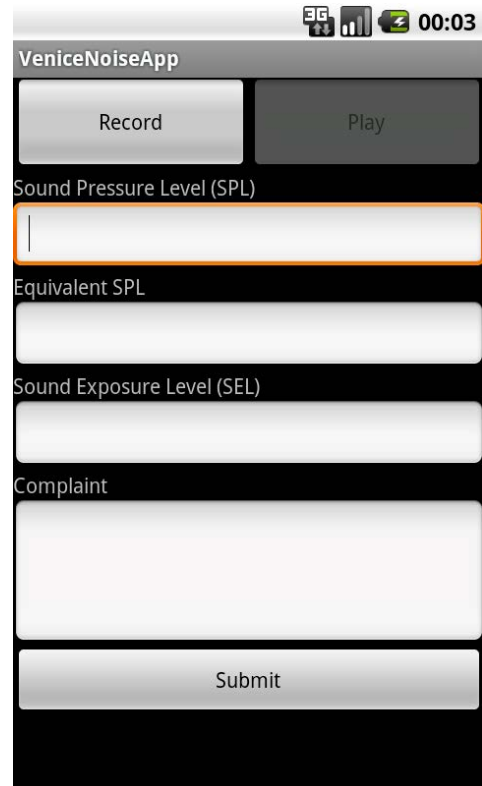 3G 00:03
VeniceNoiseApp
Record Play
Sound Pressure Level (SPL)
Equivalent SPL
Sound Exposure Level (SEL)
Complaint
Submit